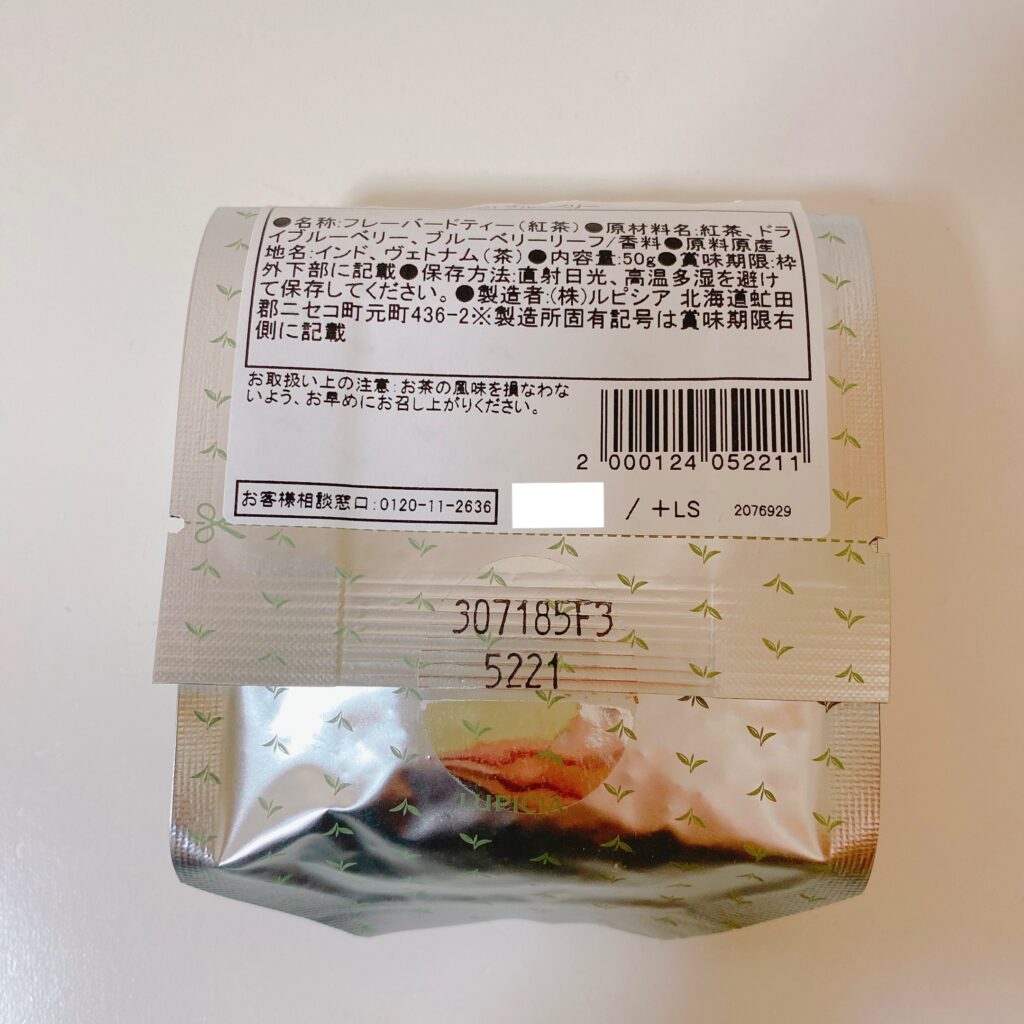 ●名称:フレーバードティー(紅茶)●原材料名:紅茶、ドラ
イブルーベリー、ブルーベリーリーフ/香料●原料原産
地名:インド、ヴェトナム(茶)●内容量:50g●賞味期限:枠
外下部に記載●保存方法:直射日光、高温多湿を避け
て保存してください。●製造者:(株)ルピシア 北海道虻田
郡ニセコ町元町436-2※製造所固有記号は賞味期限右
側に記載
お取扱い上の注意:お茶の風味を損なわな
いよう、お早めにお召し上がりください。
2 000124 052211
お客様相談窓口:0120-11-2636
/ +LS 2076929
307185F3
5221
LUPICIA